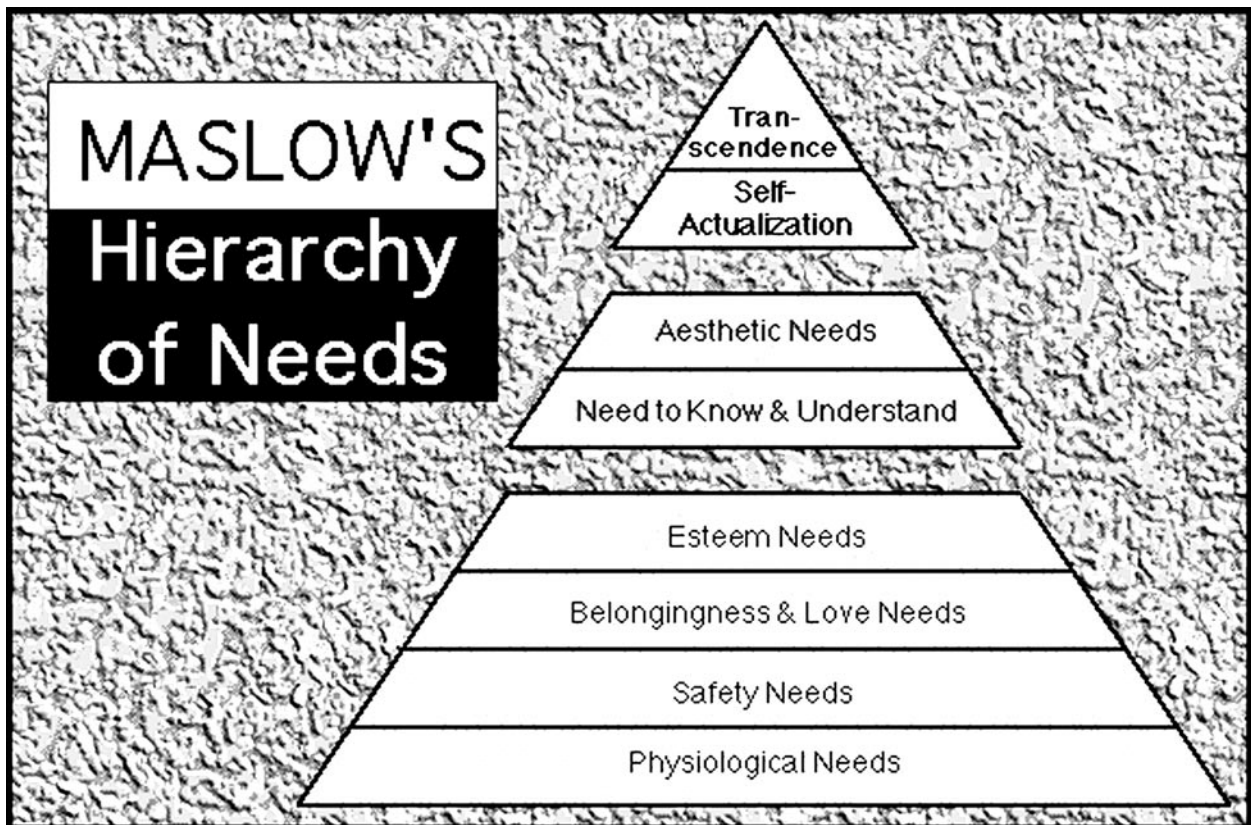 MASLOW'S
Hierarchy
of Needs
Tran-
scendence
Self-
Actualization
Aesthetic Needs
Need to Know & Understand
Esteem Needs
Belongingness & Love Needs
Safety Needs
Physiological Needs